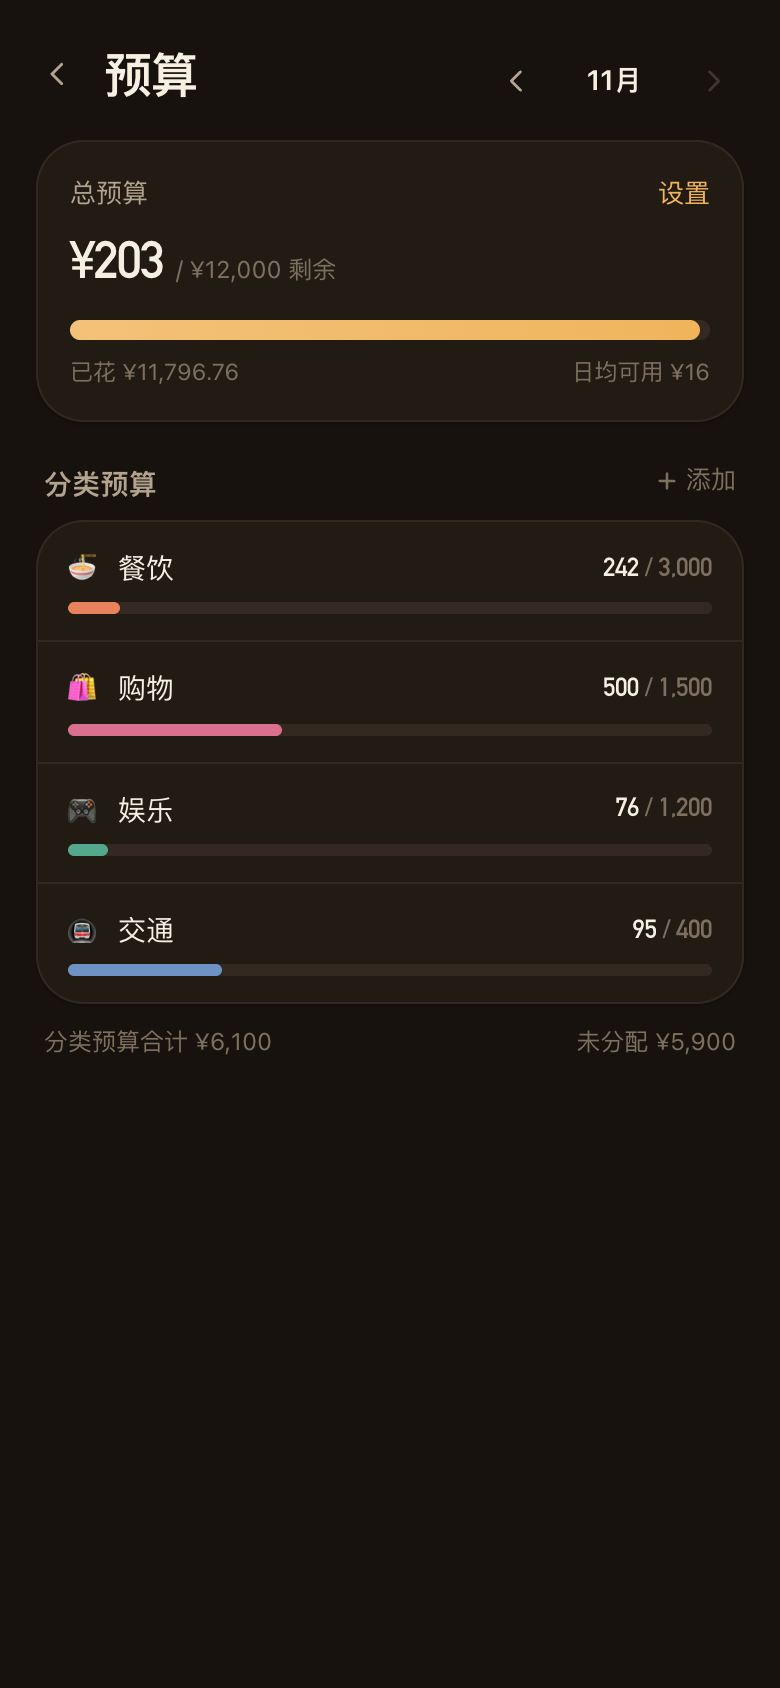 预算
11月
总预算 设置
¥203 / ¥12,000 剩余
已花 ¥11,796.76 日均可用 ¥16
分类预算 + 添加
餐饮 242 / 3,000
购物 500 / 1,500
娱乐 76 / 1,200
交通 95 / 400
分类预算合计 ¥6,100 未分配 ¥5,900